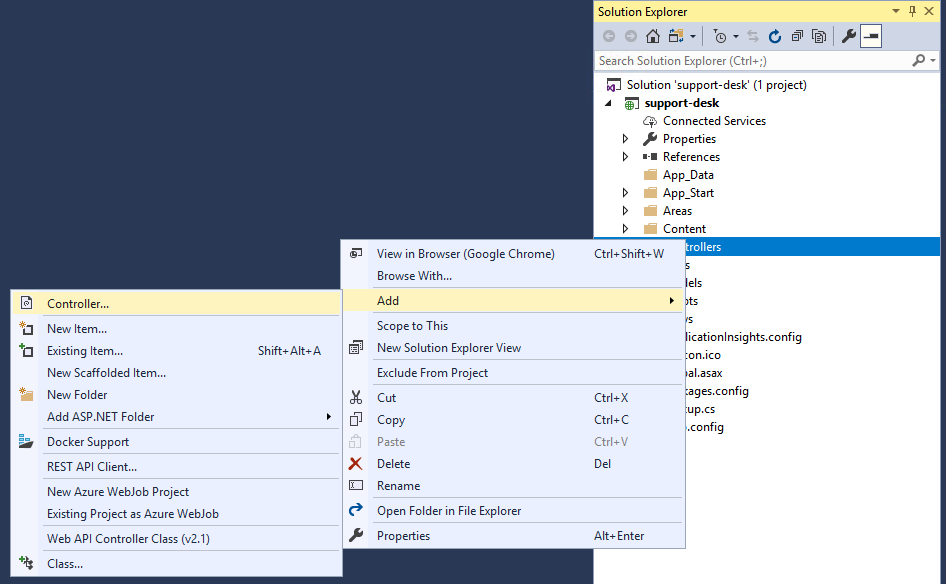 Solution Explorer
Search Solution Explorer (Ctrl+;)
Solution 'support-desk' (1 project)
support-desk
Connected Services
Properties
References
App_Data
App_Start
Areas
Content
trollers
s
lels
pts
vs
licationInsights.config
con.ico
bal.asax
kages.config
tup.cs
.config
View in Browser (Google Chrome) Ctrl+Shift+W
Browse With...
Add
Scope to This
New Solution Explorer View
Exclude From Project
Cut Ctrl+X
Copy Ctrl+C
Paste Ctrl+V
Delete Del
Rename
Open Folder in File Explorer
Properties Alt+Enter
Controller...
New Item...
Existing Item... Shift+Alt+A
New Scaffolded Item...
New Folder
Add ASP.NET Folder
Docker Support
REST API Client...
New Azure WebJob Project
Existing Project as Azure WebJob
Web API Controller Class (v2.1)
Class...